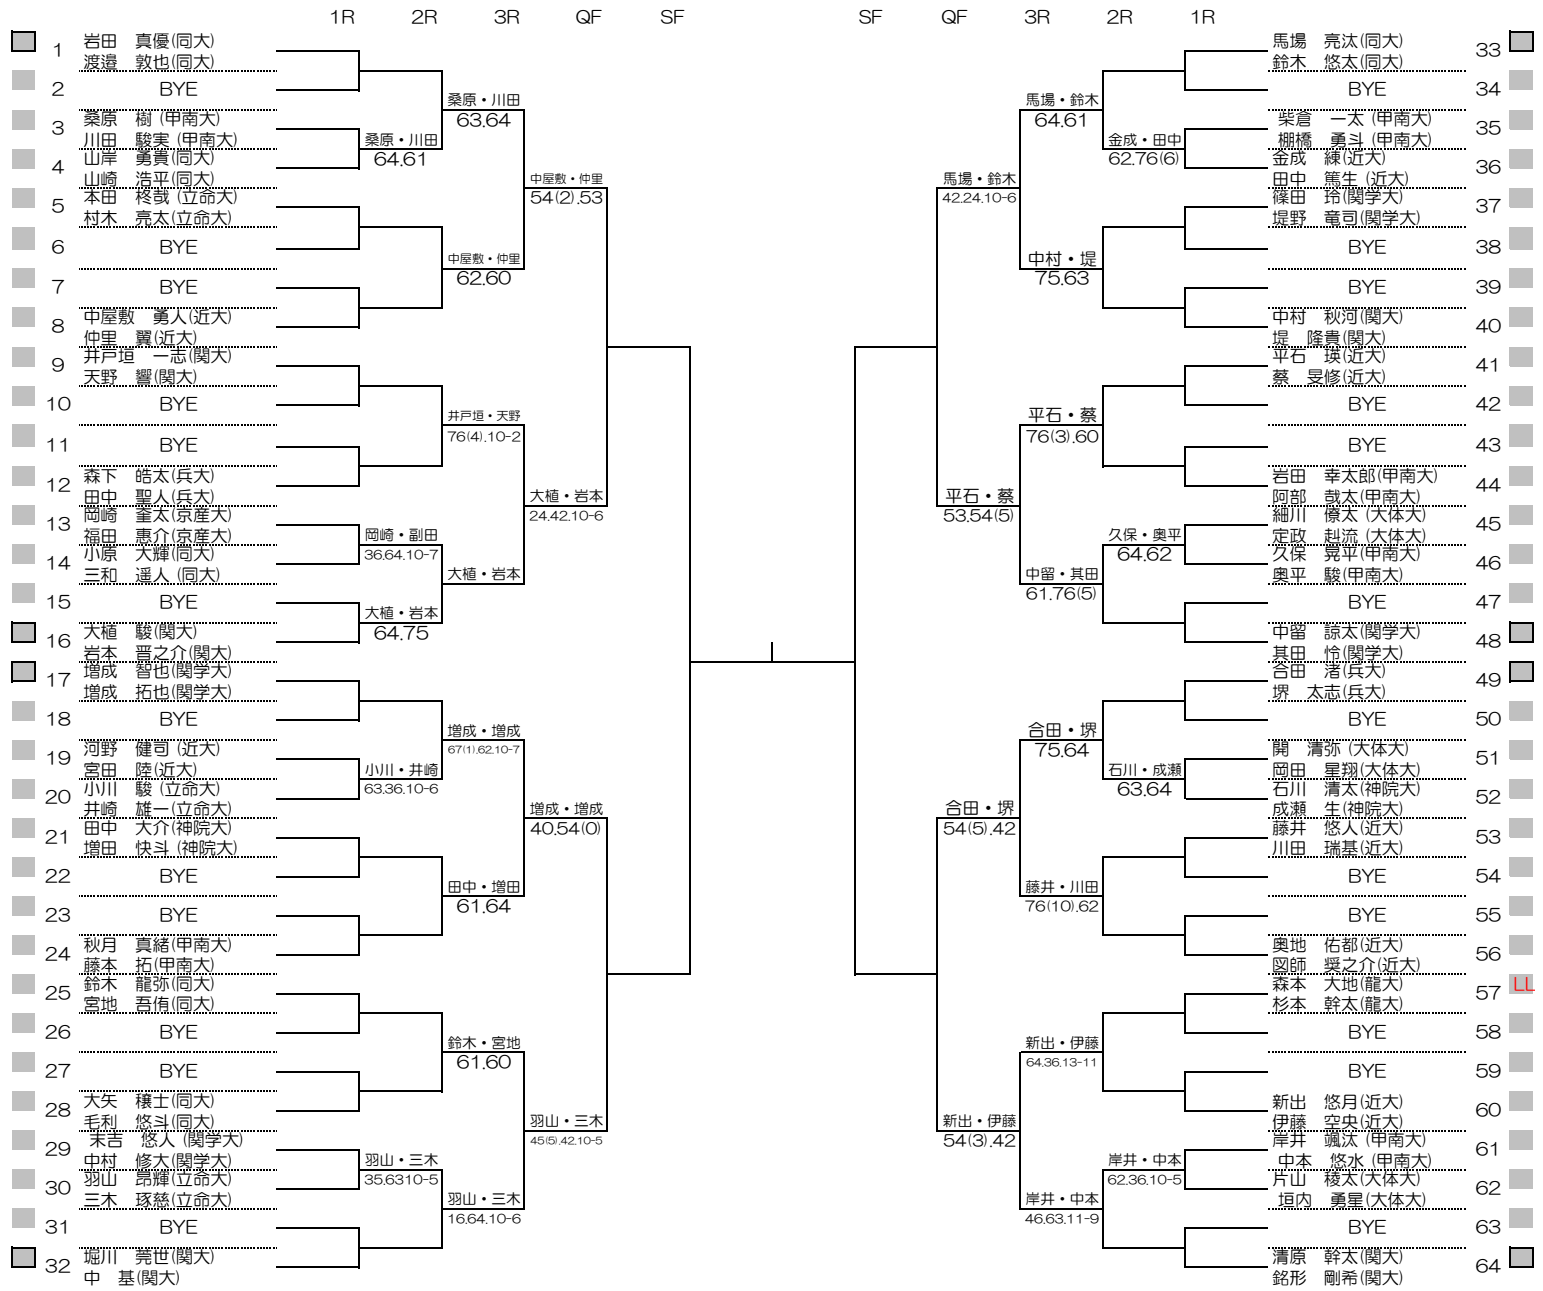 1R 2R 3R QF SF SF QF 3R 2R 1R
1 岩田 真優(同大)
渡邉 敦也(同大)
2 BYE
3 桑原 樹 (甲南大)
川田 駿実 (甲南大)
4 山岸 勇貴(同大)
山崎 浩平(同大)
5 本田 柊哉 (立命大)
村木 亮太(立命大)
6 BYE
7 BYE
8 中屋敷 勇人(近大)
仲里 翼(近大)
9 井戸垣 一志(関大)
天野 響(関大)
10 BYE
11 BYE
12 森下 皓太(兵大)
田中 聖人(兵大)
13 岡崎 奎太(京産大)
福田 惠介(京産大)
14 小原 大輝(同大)
三和 遥人 (同大)
15 BYE
16 大植 駿(関大)
岩本 晋之介(関大)
17 増成 智也(関学大)
増成 拓也(関学大)
18 BYE
19 河野 健司 (近大)
宮田 陸(近大)
20 小川 駿 (立命大)
井崎 雄一(立命大)
21 田中 大介(神院大)
増田 快斗 (神院大)
22 BYE
23 BYE
24 秋月 真緒(甲南大)
藤本 拓(甲南大)
25 鈴木 龍弥(同大)
宮地 吾侑(同大)
26 BYE
27 BYE
28 大矢 穣士(同大)
毛利 悠斗(同大)
29 末吉 悠人 (関学大)
中村 修大(関学大)
30 羽山 昂輝(立命大)
三木 琢慈(立命大)
31 BYE
32 堀川 莞世(関大)
中 基(関大)
桑原・川田
64.61
岡崎・副田
36.64.10-7
大植・岩本
64.75
小川・井崎
63.36.10-6
羽山・三木
35.6310-5
桑原・川田
63.64
中屋敷・仲里
62.60
井戸垣・天野
76(4).10-2
大植・岩本
増成・増成
67(1).62.10-7
田中・増田
61.64
鈴木・宮地
61.60
羽山・三木
16.64.10-6
中屋敷・仲里
54(2).53
大植・岩本
24.42.10-6
増成・増成
40.54(0)
羽山・三木
45(5).42.10-5
馬場・鈴木
42.24.10-6
平石・蔡
53.54(5)
合田・堺
54(5).42
新出・伊藤
54(3).42
馬場・鈴木
64.61
中村・堤
75.63
平石・蔡
76(3).60
中留・其田
61.76(5)
合田・堺
75.64
藤井・川田
76(10).62
新出・伊藤
64.36.13-11
岸井・中本
46.63.11-9
金成・田中
62.76(6)
久保・奥平
64.62
石川・成瀬
63.64
岸井・中本
62.36.10-5
馬場 亮汰(同大) 33
鈴木 悠太(同大)
BYE 34
柴倉 一太 (甲南大) 35
棚橋 勇斗 (甲南大)
金成 練(近大) 36
田中 篤生 (近大)
篠田 玲(関学大) 37
堤野 竜司(関学大)
BYE 38
BYE 39
中村 秋河(関大) 40
堤 隆貴(関大)
平石 瑛(近大) 41
蔡 旻修(近大)
BYE 42
BYE 43
岩田 幸太郎(甲南大) 44
阿部 哉太(甲南大)
細川 僚太 (大体大) 45
定政 赳流 (大体大)
久保 晃平(甲南大) 46
奥平 駿(甲南大)
BYE 47
中留 諒太(関学大) 48
其田 怜(関学大)
合田 渚(兵大) 49
堺 太志(兵大)
BYE 50
開 清弥 (大体大) 51
岡田 星翔(大体大)
石川 清太(神院大) 52
成瀬 生(神院大)
藤井 悠人(近大) 53
川田 瑞基(近大)
BYE 54
BYE 55
奥地 佑都(近大) 56
図師 奨之介(近大)
森本 大地(龍大) 57 LL
杉本 幹太(龍大)
BYE 58
BYE 59
新出 悠月(近大) 60
伊藤 空央(近大)
岸井 颯汰 (甲南大) 61
中本 悠水 (甲南大)
片山 稜太(大体大) 62
垣内 勇星(大体大)
BYE 63
清原 幹太(関大) 64
銘形 剛希(関大)